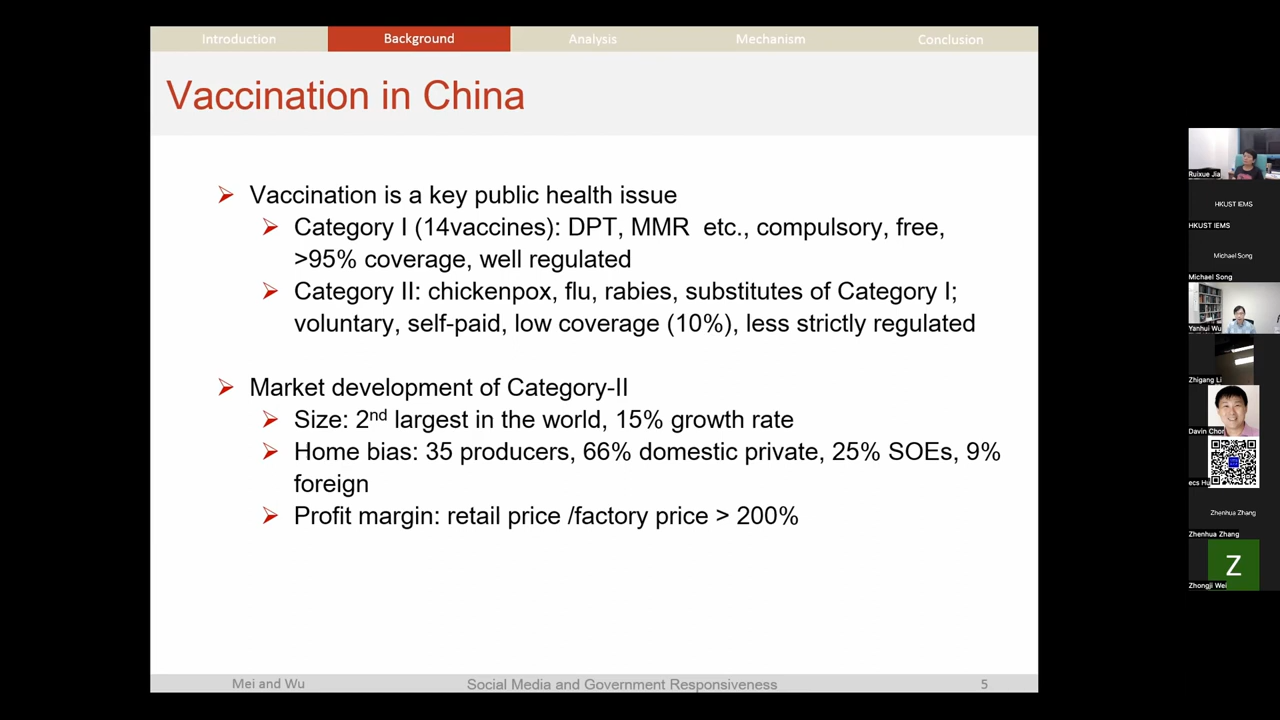 Introduction
Background
Analysis
Mechanism
Conclusion
Vaccination in China
Vaccination is a key public health issue
Category I (14vaccines): DPT, MMR etc., compulsory, free,
>95% coverage, well regulated
Category II: chickenpox, flu, rabies, substitutes of Category I;
voluntary, self-paid, low coverage (10%), less strictly regulated
Market development of Category-II
Size: 2nd largest in the world, 15% growth rate
Home bias: 35 producers, 66% domestic private, 25% SOEs, 9%
foreign
Profit margin: retail price /factory price > 200%
Mei and Wu
Social Media and Government Responsiveness
5
Ruixue Jia
HKUST IEMS
HKUST IEMS
Michael Song
Michael Song
Yanhui Wu
Zhigang Li
Davin Chor
ecs
Zhenhua Zhang
Zhenhua Zhang
Z
Zhongji Wei